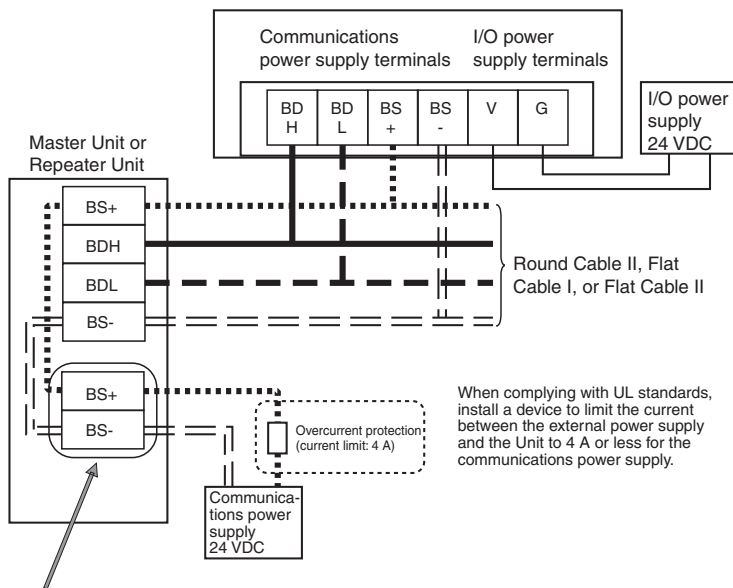 Communications
power supply terminals
I/O power
supply terminals
BD
H
BD
L
BS
+
BS
-
V
G
I/O power
supply
24 VDC
Master Unit or
Repeater Unit
BS+
BDH
BDL
BS-
Round Cable II, Flat
Cable I, or Flat Cable II
BS+
BS-
Overcurrent protection
(current limit: 4 A)
When complying with UL standards,
install a device to limit the current
between the external power supply
and the Unit to 4 A or less for the
communications power supply.
Communica-
tions power
supply
24 VDC